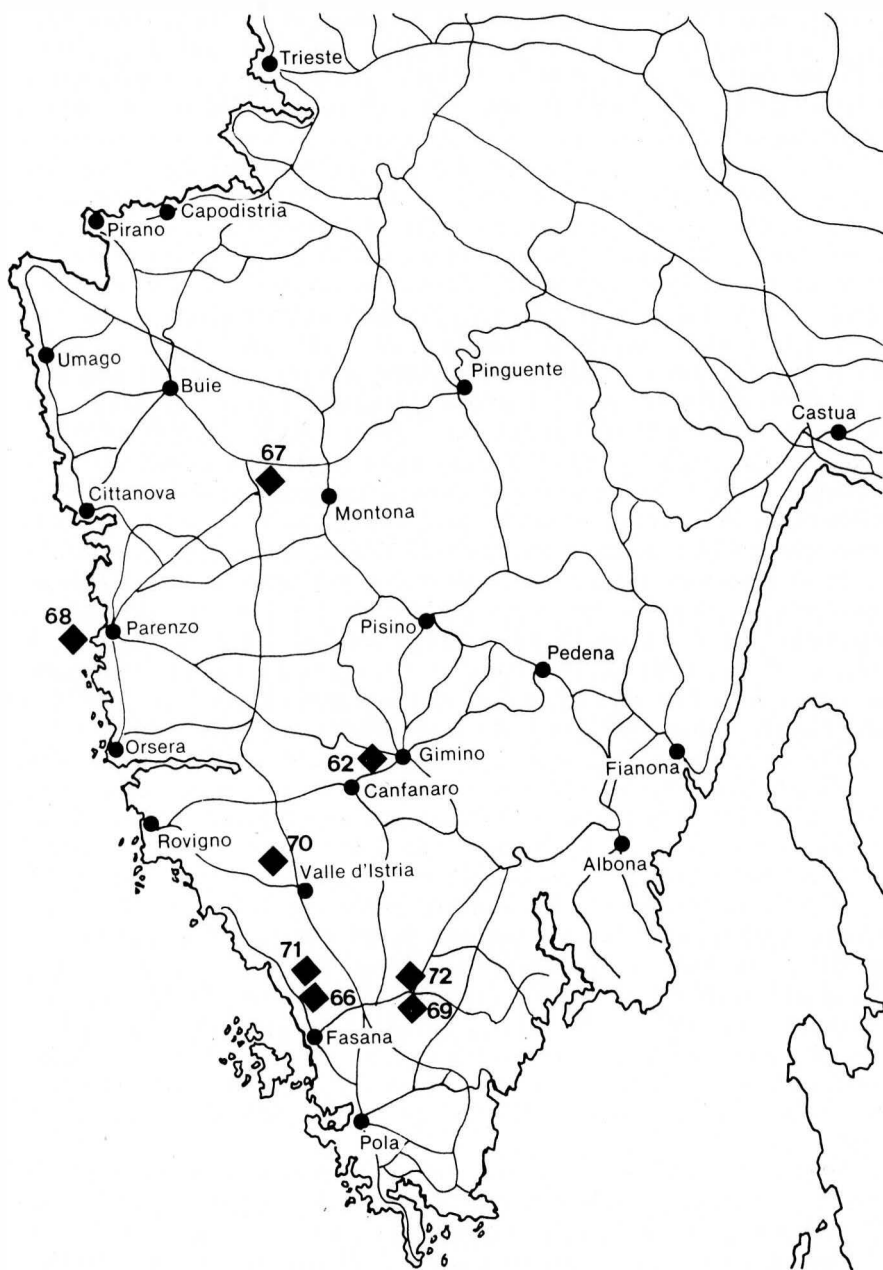 Trieste
Capodistria
Pirano
Umago
Buie
Pinguente
Castua
67
Cittanova
Montona
68
Parenzo
Pisino
Pedena
Orsera
62
Gimino
Fianona
Canfanaro
Rovigno
70
Albona
Valle d'Istria
71
72
66
69
Fasana
Pola